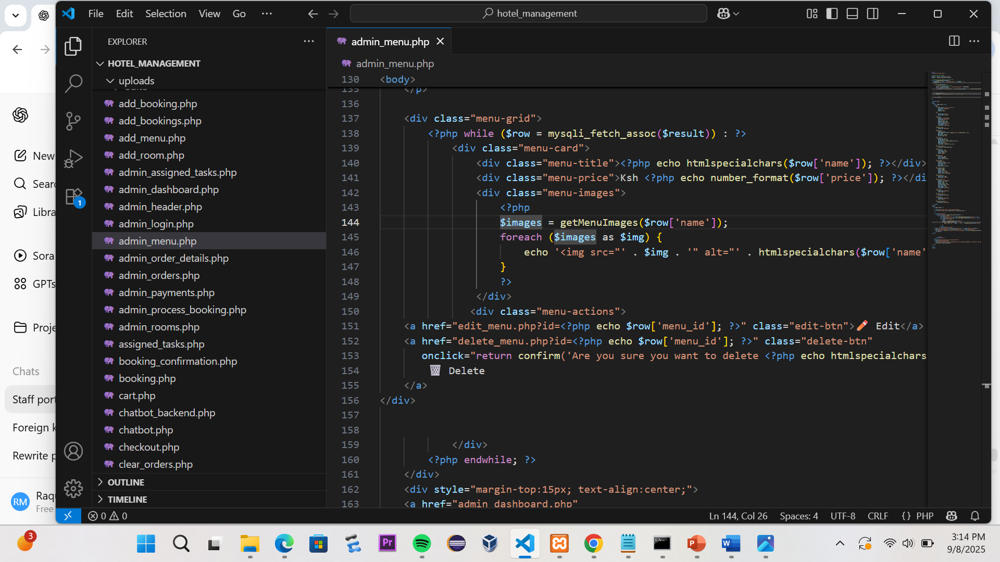 File Edit Selection View Go
hotel_management
EXPLORER
HOTEL_MANAGEMENT
uploads
add_booking.php
add_bookings.php
add_menu.php
add_room.php
admin_assigned_tasks.php
admin_dashboard.php
admin_header.php
admin_login.php
admin_menu.php
admin_order_details.php
admin_orders.php
admin_payments.php
admin_process_booking.php
admin_rooms.php
assigned_tasks.php
booking_confirmation.php
booking.php
cart.php
chatbot_backend.php
chatbot.php
checkout.php
clear_orders.php
OUTLINE
TIMELINE
1
admin_menu.php
admin_menu.php
130 <body>
135 </p>
136
137 <div class="menu-grid">
138 <?php while ($row = mysqli_fetch_assoc($result)) : ?>
139 <div class="menu-card">
140 <div class="menu-title"><?php echo htmlspecialchars($row['name']); ?></div>
141 <div class="menu-price">Ksh <?php echo number_format($row['price']); ?></di
142 <div class="menu-images">
143 <?php
144 $images = getMenuImages($row['name']);
145 foreach ($images as $img) {
146 echo '<img src="' . $img . '" alt="' . htmlspecialchars($row['name'
147 }
148 ?>
149 </div>
150 <div class="menu-actions">
151 <a href="edit_menu.php?id=<?php echo $row['menu_id']; ?>" class="edit-btn">✏️ Edit</a>
152 <a href="delete_menu.php?id=<?php echo $row['menu_id']; ?>" class="delete-btn"
153 onclick="return confirm('Are you sure you want to delete <?php echo htmlspecialchars
154 🗑️ Delete
155 </a>
156 </div>
157
158
159 </div>
160 <?php endwhile; ?>
161 </div>
162 <div style="margin-top:15px; text-align:center;">
163 <a href="admin_dashboard.php"
0 0
Ln 144, Col 26 Spaces: 4 UTF-8 CRLF {} PHP
New
Sear
Libra
Sora
GPTs
Proje
Chats
Staff port
Foreign k
Rewrite p
RM
Raq
Free
3
Pr
P
W
3:14 PM
9/8/2025